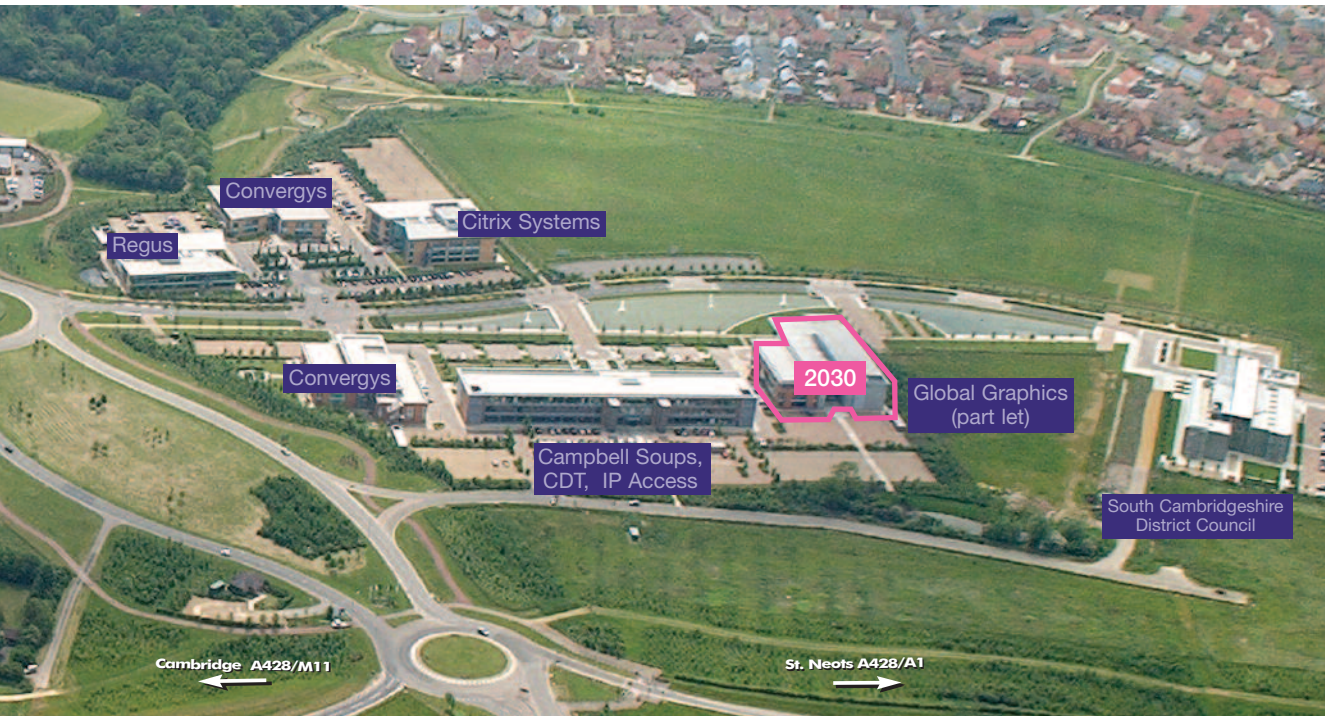 Convergys
Citrix Systems
Regus
Convergys
2030
Global Graphics
(part let)
Campbell Soups,
CDT, IP Access
South Cambridgeshire
District Council
Cambridge A428/M11
St. Neots A428/A1